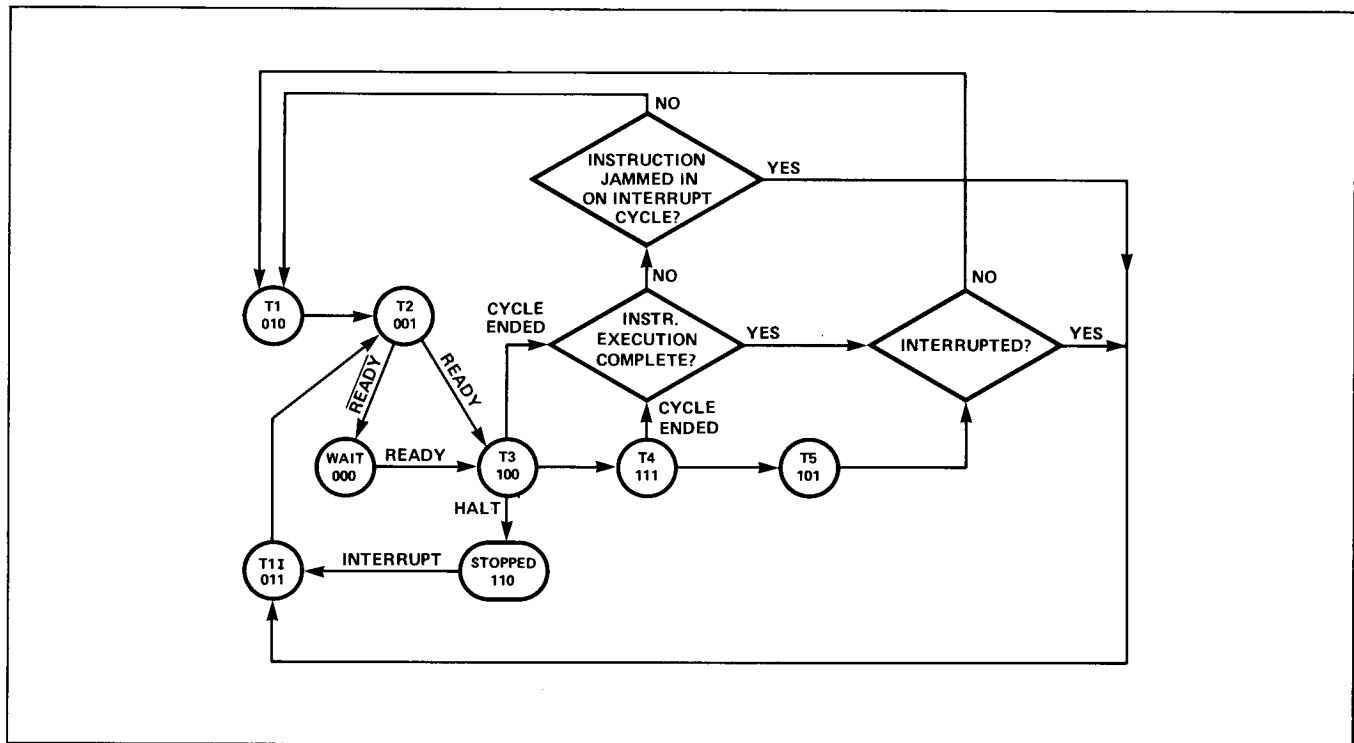 NO
NO
INSTRUCTION
JAMMED IN
ON INTERRUPT
CYCLE?
YES
T1
010
T2
001
READY
READY
CYCLE
ENDED
NO
INSTR.
EXECUTION
COMPLETE?
YES
INTERRUPTED?
YES
CYCLE
ENDED
WAIT
000
READY
T3
100
T4
111
T5
101
HALT
T1I
011
INTERRUPT
STOPPED
110